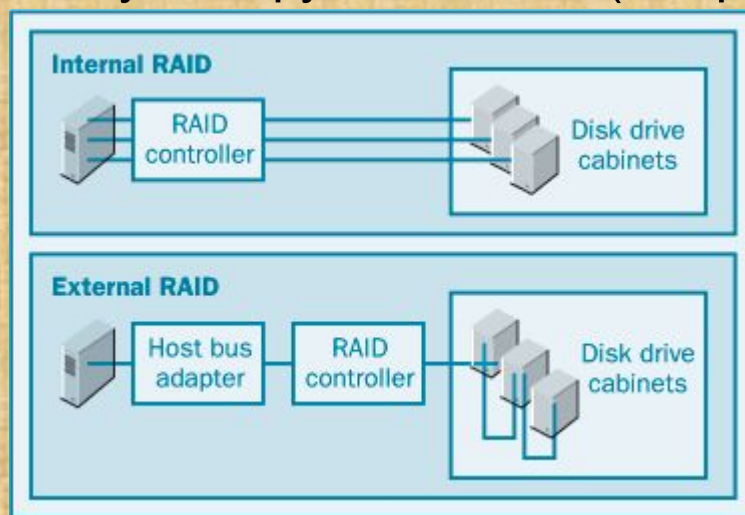 Internal RAID
RAID
controller
Disk drive
cabinets
External RAID
Host bus
adapter
RAID
controller
Disk drive
cabinets